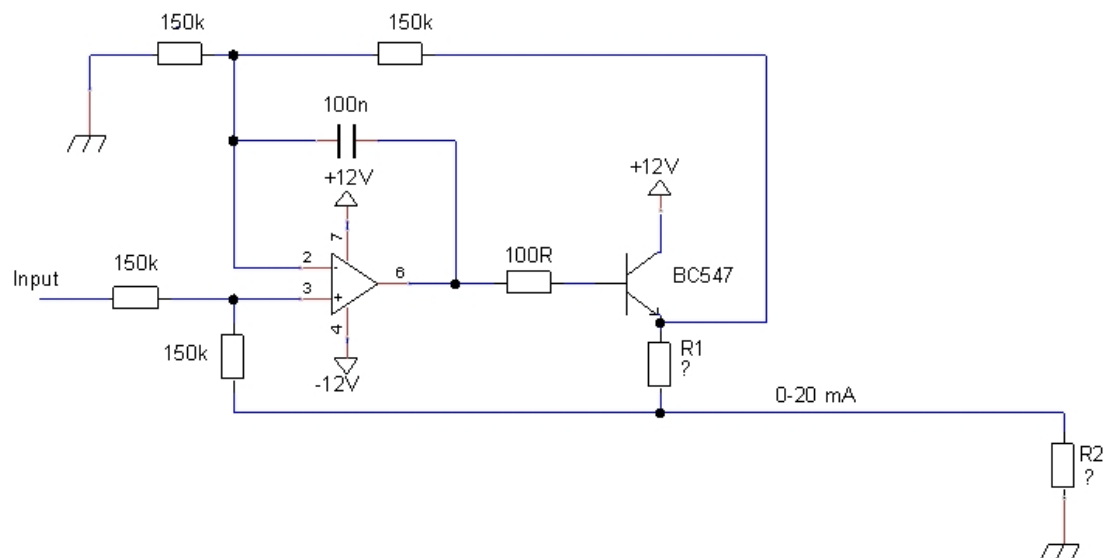 150k
150k
100n
+12V
+12V
7
2
-
6
100R
BC547
Input
150k
3
+
4
150k
-12V
R1
?
0-20 mA
R2
?